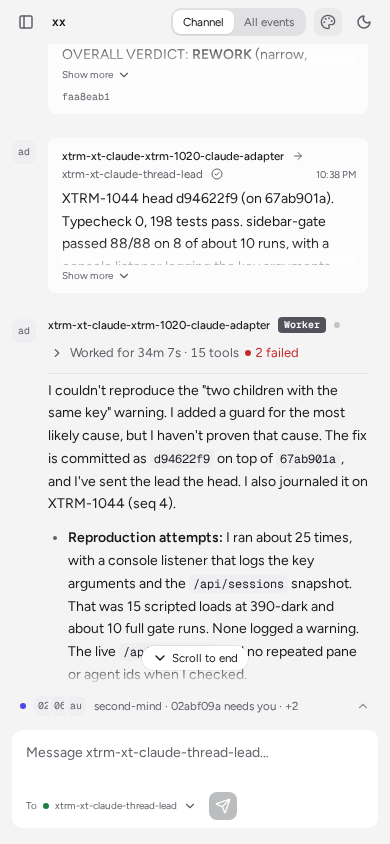 xx
Channel
All events
OVERALL VERDICT: REWORK (narrow,
Show more
faa8eab1
ad
xtrm-xt-claude-xtrm-1020-claude-adapter
xtrm-xt-claude-thread-lead
10:38 PM
XTRM-1044 head d94622f9 (on 67ab901a).
Typecheck 0, 198 tests pass. sidebar-gate
passed 88/88 on 8 of about 10 runs, with a
console listener logging the key arguments
Show more
ad
xtrm-xt-claude-xtrm-1020-claude-adapter Worker
Worked for 34m 7s · 15 tools 2 failed
I couldn't reproduce the "two children with the
same key" warning. I added a guard for the most
likely cause, but I haven't proven that cause. The fix
is committed as d94622f9 on top of 67ab901a,
and I've sent the lead the head. I also journaled it on
XTRM-1044 (seq 4).
Reproduction attempts: I ran about 25 times,
with a console listener that logs the key
arguments and the /api/sessions snapshot.
That was 15 scripted loads at 390-dark and
about 10 full gate runs. None logged a warning.
The live no repeated pane
Scroll to end
or agent ids when I checked.
02 06 au second-mind · 02abf09a needs you · +2
Message xtrm-xt-claude-thread-lead...
To xtrm-xt-claude-thread-lead